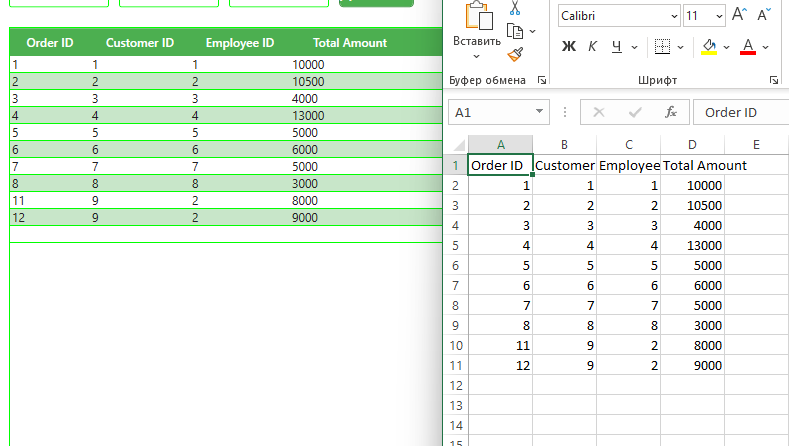 Order ID Customer ID Employee ID Total Amount
1 1 1 10000
2 2 2 10500
3 3 3 4000
4 4 4 13000
5 5 5 5000
6 6 6 6000
7 7 7 5000
8 8 8 3000
11 9 2 8000
12 9 2 9000
Вставить
Calibri 11 A A
Ж К Ч А
Буфер обмена Шрифт
A1 fx Order ID
A B C D E
1 Order ID Customer Employee Total Amount
2 1 1 1 10000
3 2 2 2 10500
4 3 3 3 4000
5 4 4 4 13000
6 5 5 5 5000
7 6 6 6 6000
8 7 7 7 5000
9 8 8 8 3000
10 11 9 2 8000
11 12 9 2 9000
12
13
14
15